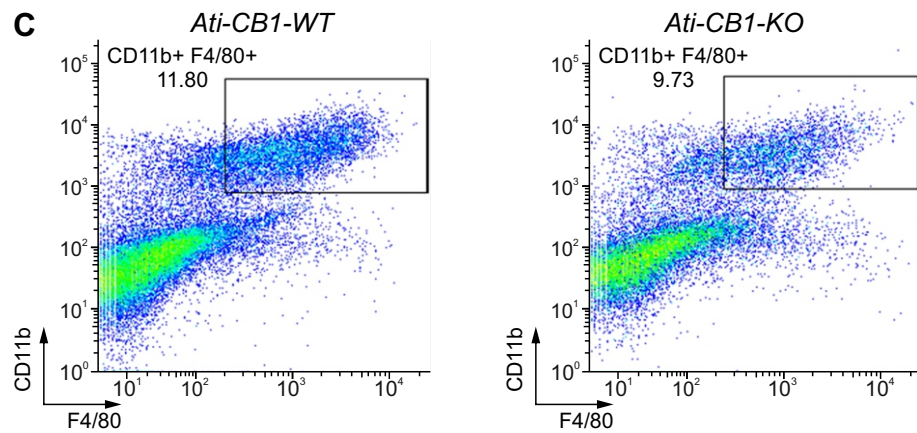 C
Ati-CB1-WT
CD11b+ F4/80+
11.80
10⁵
10⁴
10³
10²
10¹
10⁰
10¹ 10² 10³ 10⁴
CD11b
F4/80
Ati-CB1-KO
CD11b+ F4/80+
9.73
10⁵
10⁴
10³
10²
10¹
10⁰
10¹ 10² 10³ 10⁴
CD11b
F4/80